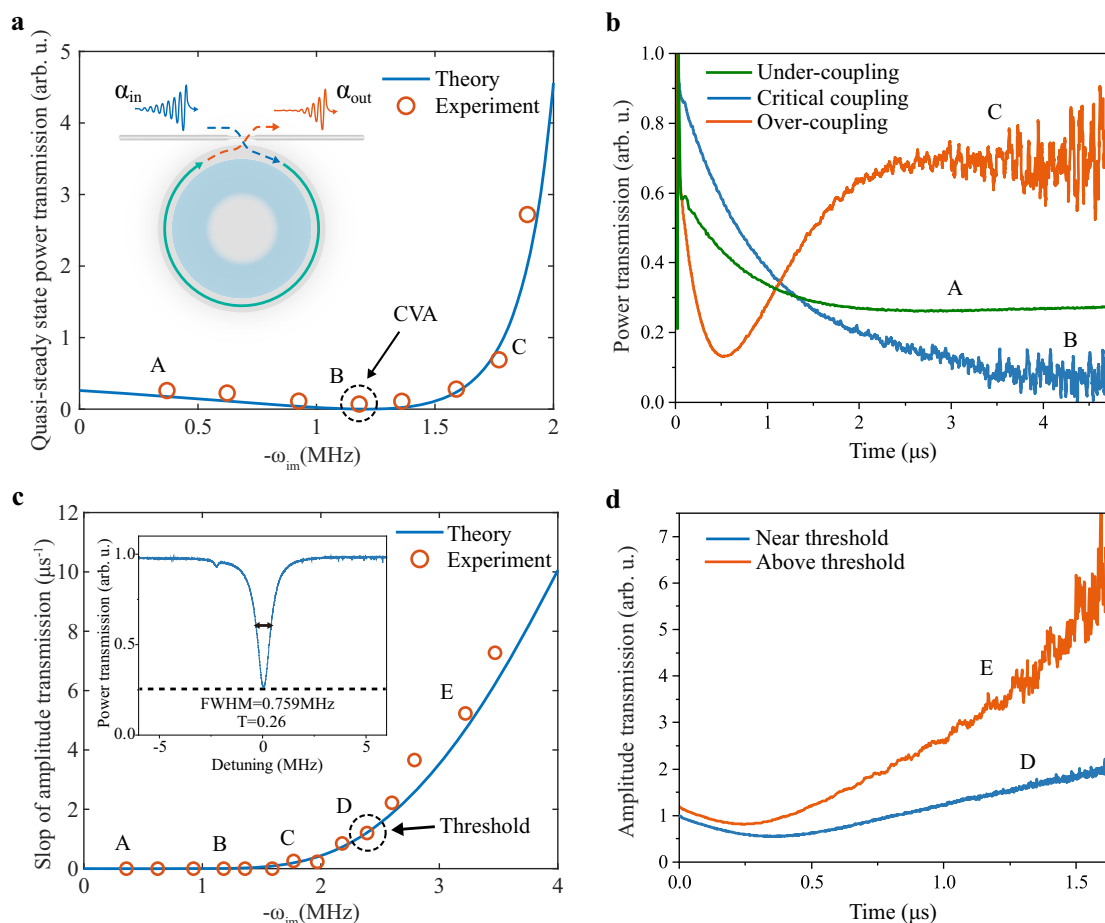 a
Quasi-steady state power transmission (arb. u.)
5
4
3
2
1
0
0
0.5
1
1.5
2
-ωim(MHz)
αin
αout
Theory
Experiment
CVA
A
B
C
b
Power transmission (arb. u.)
1.0
0.8
0.6
0.4
0.2
0.0
0
1
2
3
4
Time (μs)
Under-coupling
Critical coupling
Over-coupling
C
A
B
c
Slop of amplitude transmission (μs⁻¹)
12
10
8
6
4
2
0
0
1
2
3
4
-ωim(MHz)
Theory
Experiment
Power transmission (arb. u.)
1.0
0.5
0.0
FWHM=0.759MHz
T=0.26
-5
0
5
Detuning (MHz)
A
B
C
D
E
Threshold
d
Amplitude transmission (arb. u.)
7
6
5
4
3
2
1
0
0.0
0.5
1.0
1.5
Time (μs)
Near threshold
Above threshold
E
D